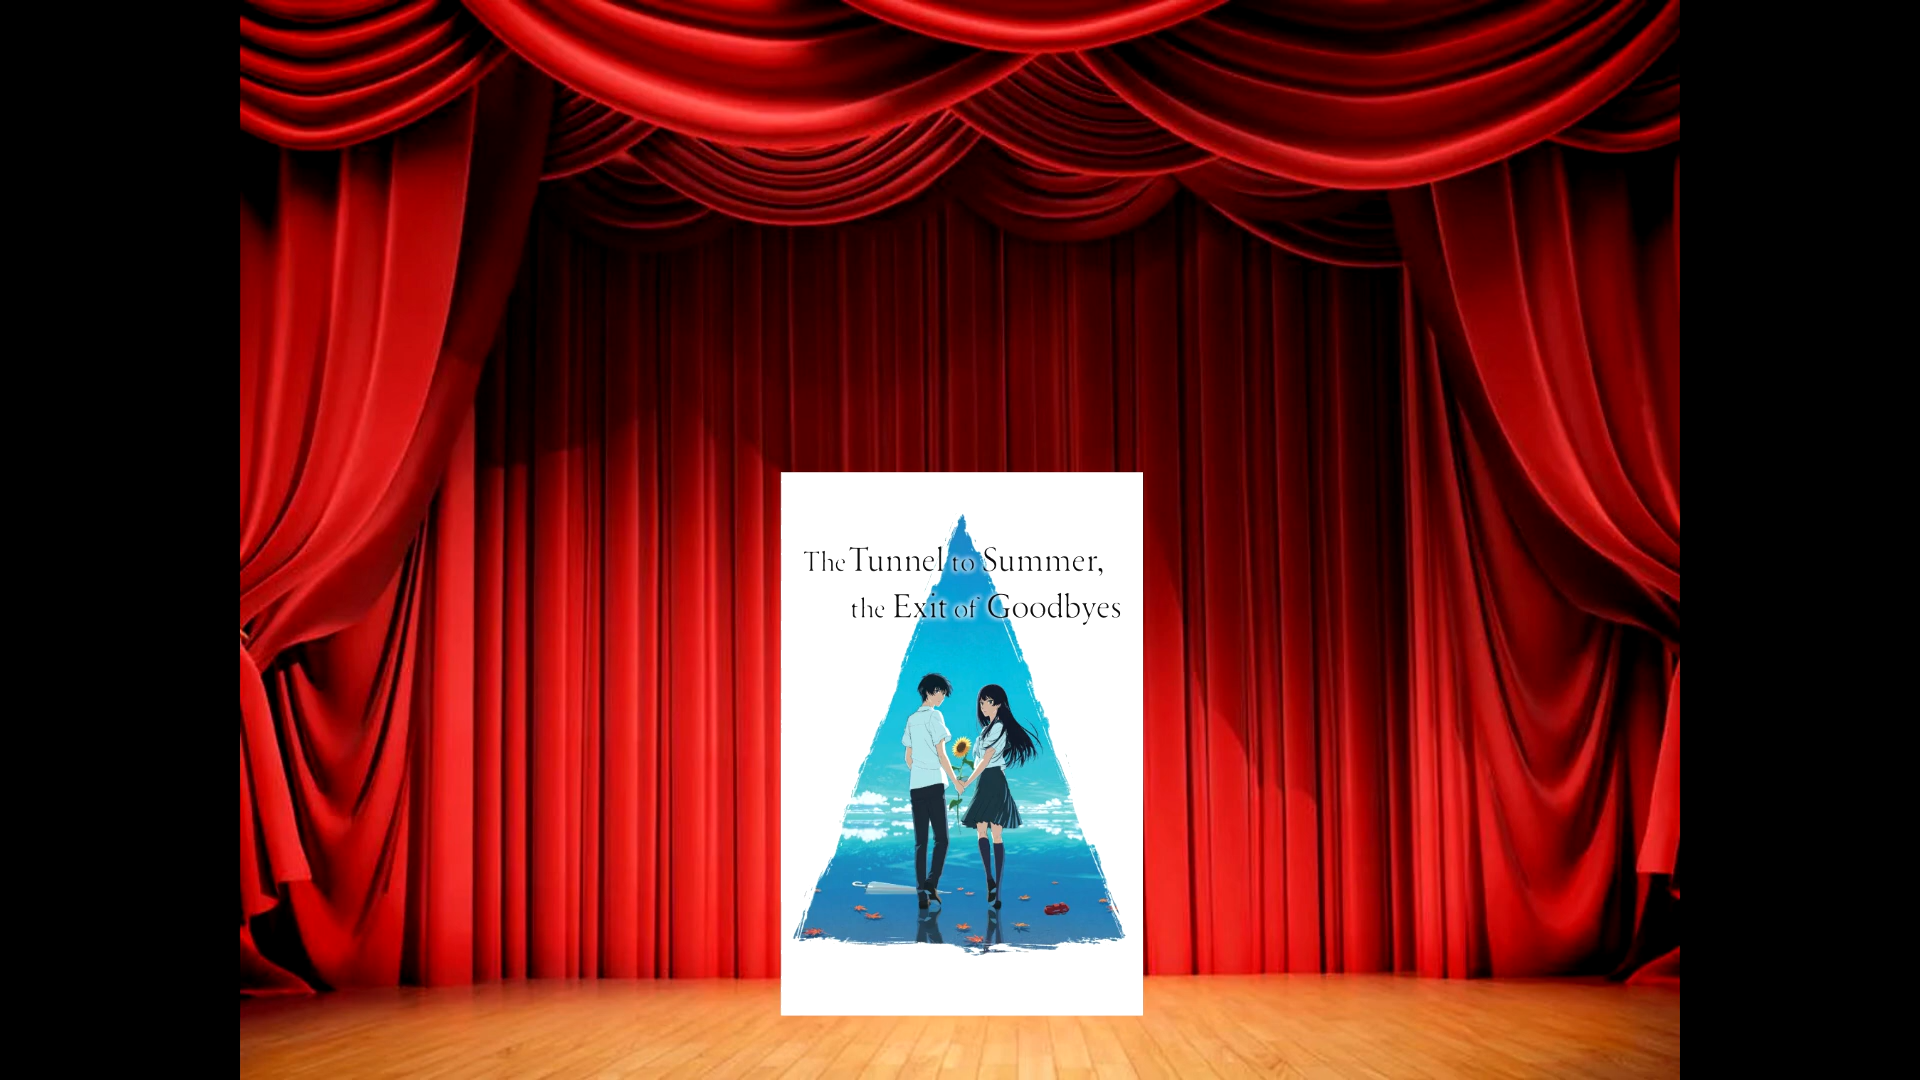 The Tunnel to Summer,
the Exit of Goodbyes